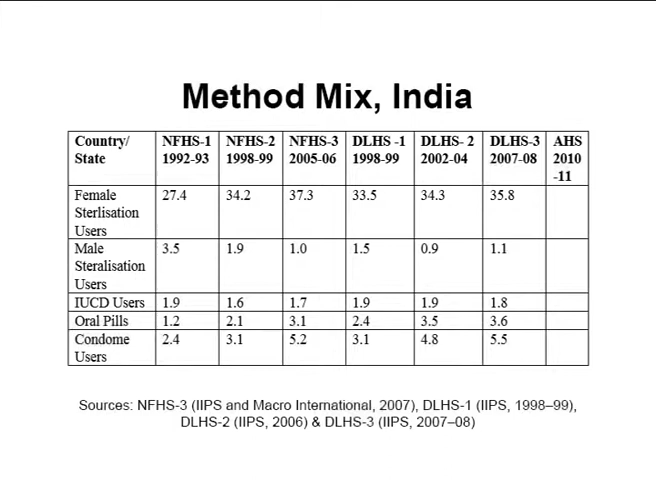 Method Mix, India
Country/ NFHS-1 NFHS-2 NFHS-3 DLHS -1 DLHS- 2 DLHS-3 AHS
State 1992-93 1998-99 2005-06 1998-99 2002-04 2007-08 2010
-11
Female 27.4 34.2 37.3 33.5 34.3 35.8
Sterlisation
Users
Male 3.5 1.9 1.0 1.5 0.9 1.1
Steralisation
Users
IUCD Users 1.9 1.6 1.7 1.9 1.9 1.8
Oral Pills 1.2 2.1 3.1 2.4 3.5 3.6
Condome 2.4 3.1 5.2 3.1 4.8 5.5
Users
Sources: NFHS-3 (IIPS and Macro International, 2007), DLHS-1 (IIPS, 1998–99),
DLHS-2 (IIPS, 2006) & DLHS-3 (IIPS, 2007–08)